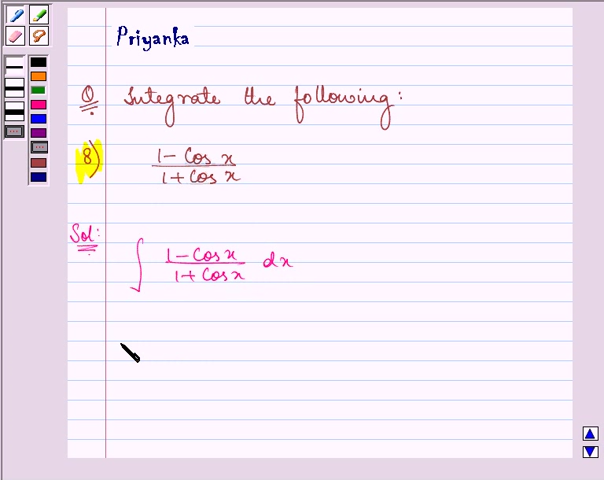 Priyanka
Q Integrate the following:
8) 1 - Cos x / 1 + Cos x
Sol: ∫ 1 - Cos x / 1 + Cos x dx